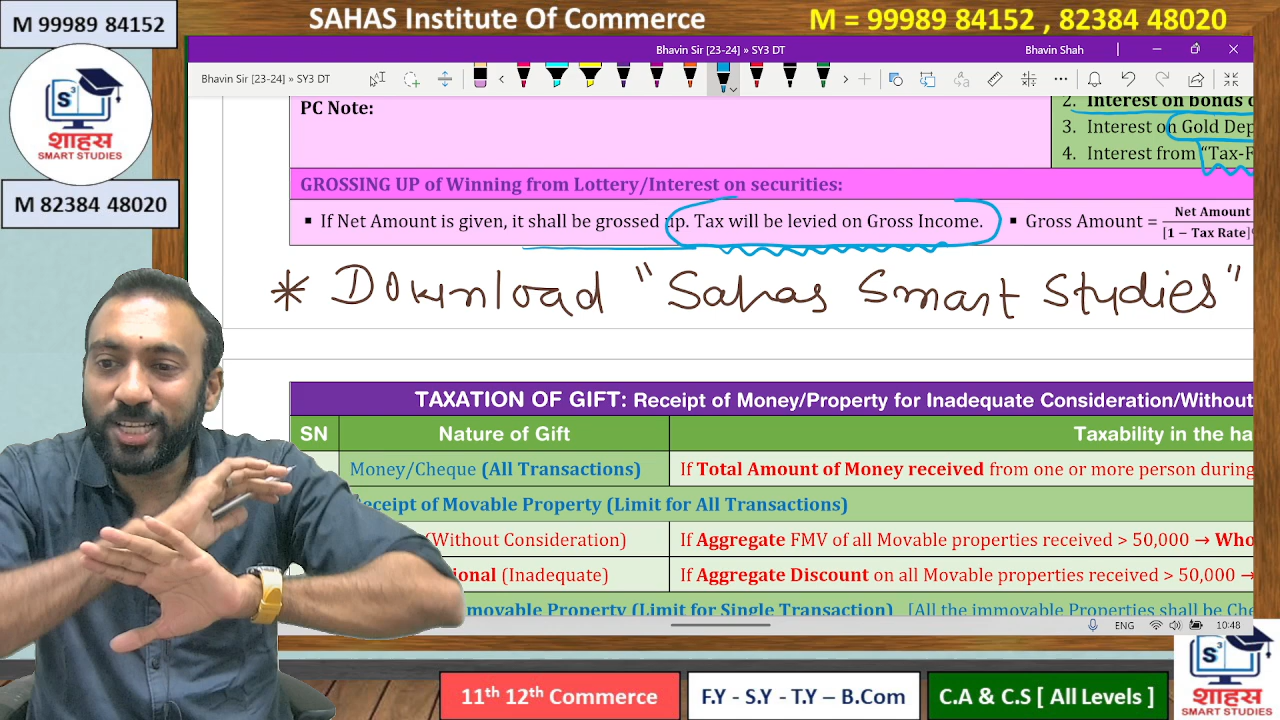 SAHAS Institute Of Commerce
M = 99989 84152 , 82384 48020
M 99989 84152
S³
शाहस
SMART STUDIES
M 82384 48020
Bhavin Sir [23-24] » SY3 DT
Bhavin Shah
Bhavin Sir [23-24] » SY3 DT
PC Note:
2. Interest on bonds o
3. Interest on Gold Dep
4. Interest from "Tax-F
GROSSING UP of Winning from Lottery/Interest on securities:
▪ If Net Amount is given, it shall be grossed up. Tax will be levied on Gross Income.
▪ Gross Amount = Net Amount
[1 − Tax Rate]
* Download "Sahas Smart Studies"
TAXATION OF GIFT: Receipt of Money/Property for Inadequate Consideration/Without
SN Nature of Gift Taxability in the ha
Money/Cheque (All Transactions) If Total Amount of Money received from one or more person during
eceipt of Movable Property (Limit for All Transactions)
(Without Consideration) If Aggregate FMV of all Movable properties received > 50,000 → Who
ional (Inadequate) If Aggregate Discount on all Movable properties received > 50,000 →
mmovable Property (Limit for Single Transaction) [All the immovable Properties shall be Che
ENG 10:48
11th 12th Commerce
F.Y - S.Y - T.Y – B.Com
C.A & C.S [ All Levels ]
S³
शाहस
SMART STUDIES